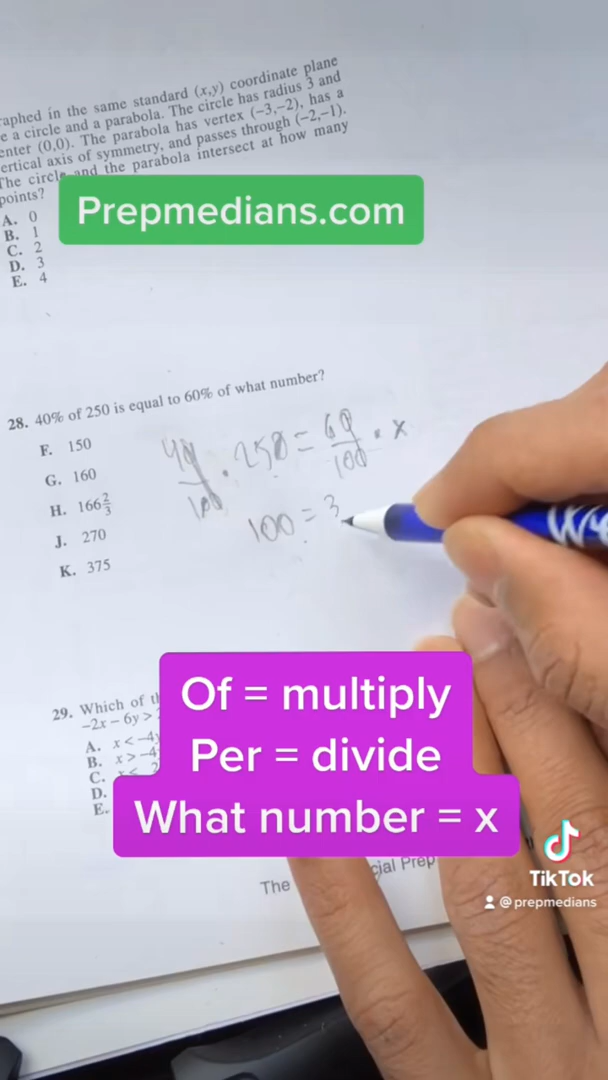 raphed in the same standard (x,y) coordinate plane
e a circle and a parabola. The circle has radius 3 and
enter (0,0). The parabola has vertex (−3,−2), has a
ertical axis of symmetry, and passes through (−2,−1).
The circle and the parabola intersect at how many
points?
Prepmedians.com
A. 0
B. 1
C. 2
D. 3
E. 4
28. 40% of 250 is equal to 60% of what number?
F. 150
G. 160
H. 166 2/3
J. 270
K. 375
40/100 · 250 = 60/100 · x
100 = 3
29. Which of th
−2x − 6y >
A. x < −4y
B. x > −4
C. x <
D.
E.
Of = multiply
Per = divide
What number = x
The cial Prep
TikTok
@prepmedians